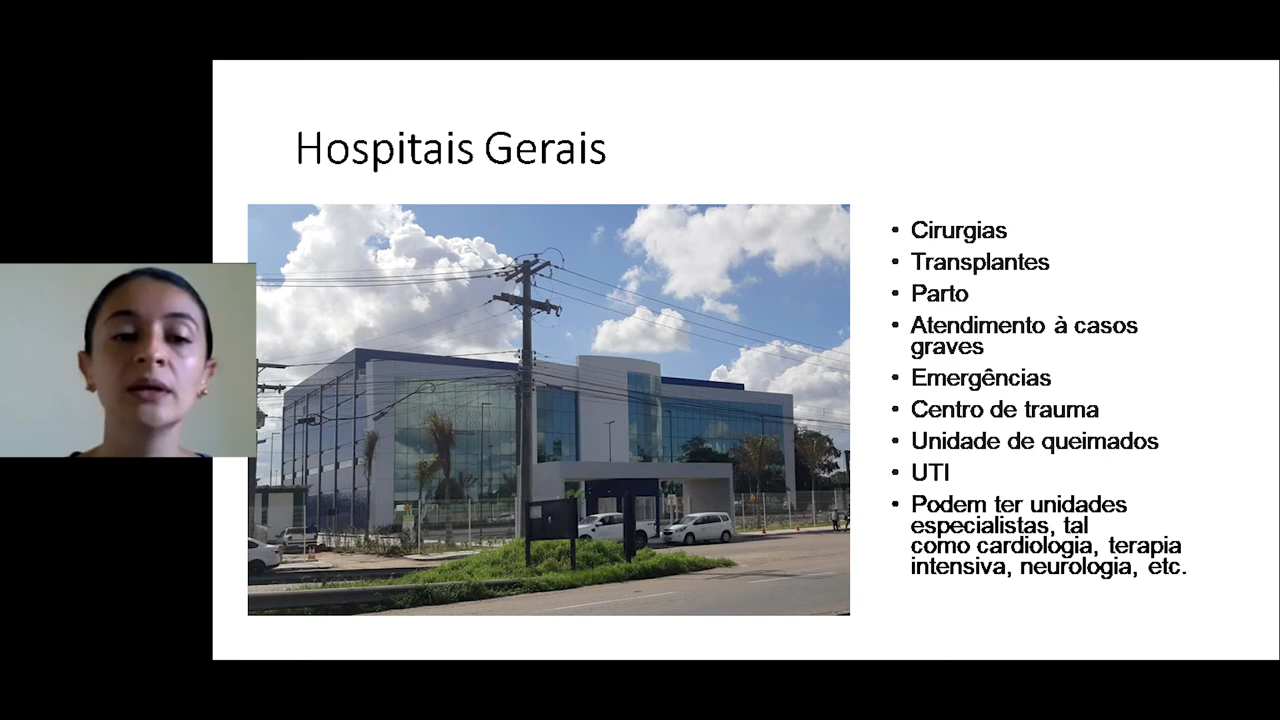 Hospitais Gerais
• Cirurgias
• Transplantes
• Parto
• Atendimento à casos
graves
• Emergências
• Centro de trauma
• Unidade de queimados
• UTI
• Podem ter unidades
especialistas, tal
como cardiologia, terapia
intensiva, neurologia, etc.